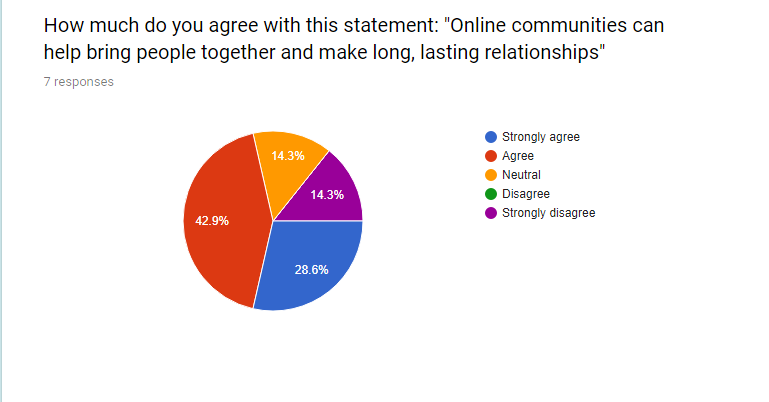 How much do you agree with this statement: "Online communities can
help bring people together and make long, lasting relationships"
7 responses
Strongly agree
Agree
Neutral
Disagree
Strongly disagree
14.3%
14.3%
42.9%
28.6%